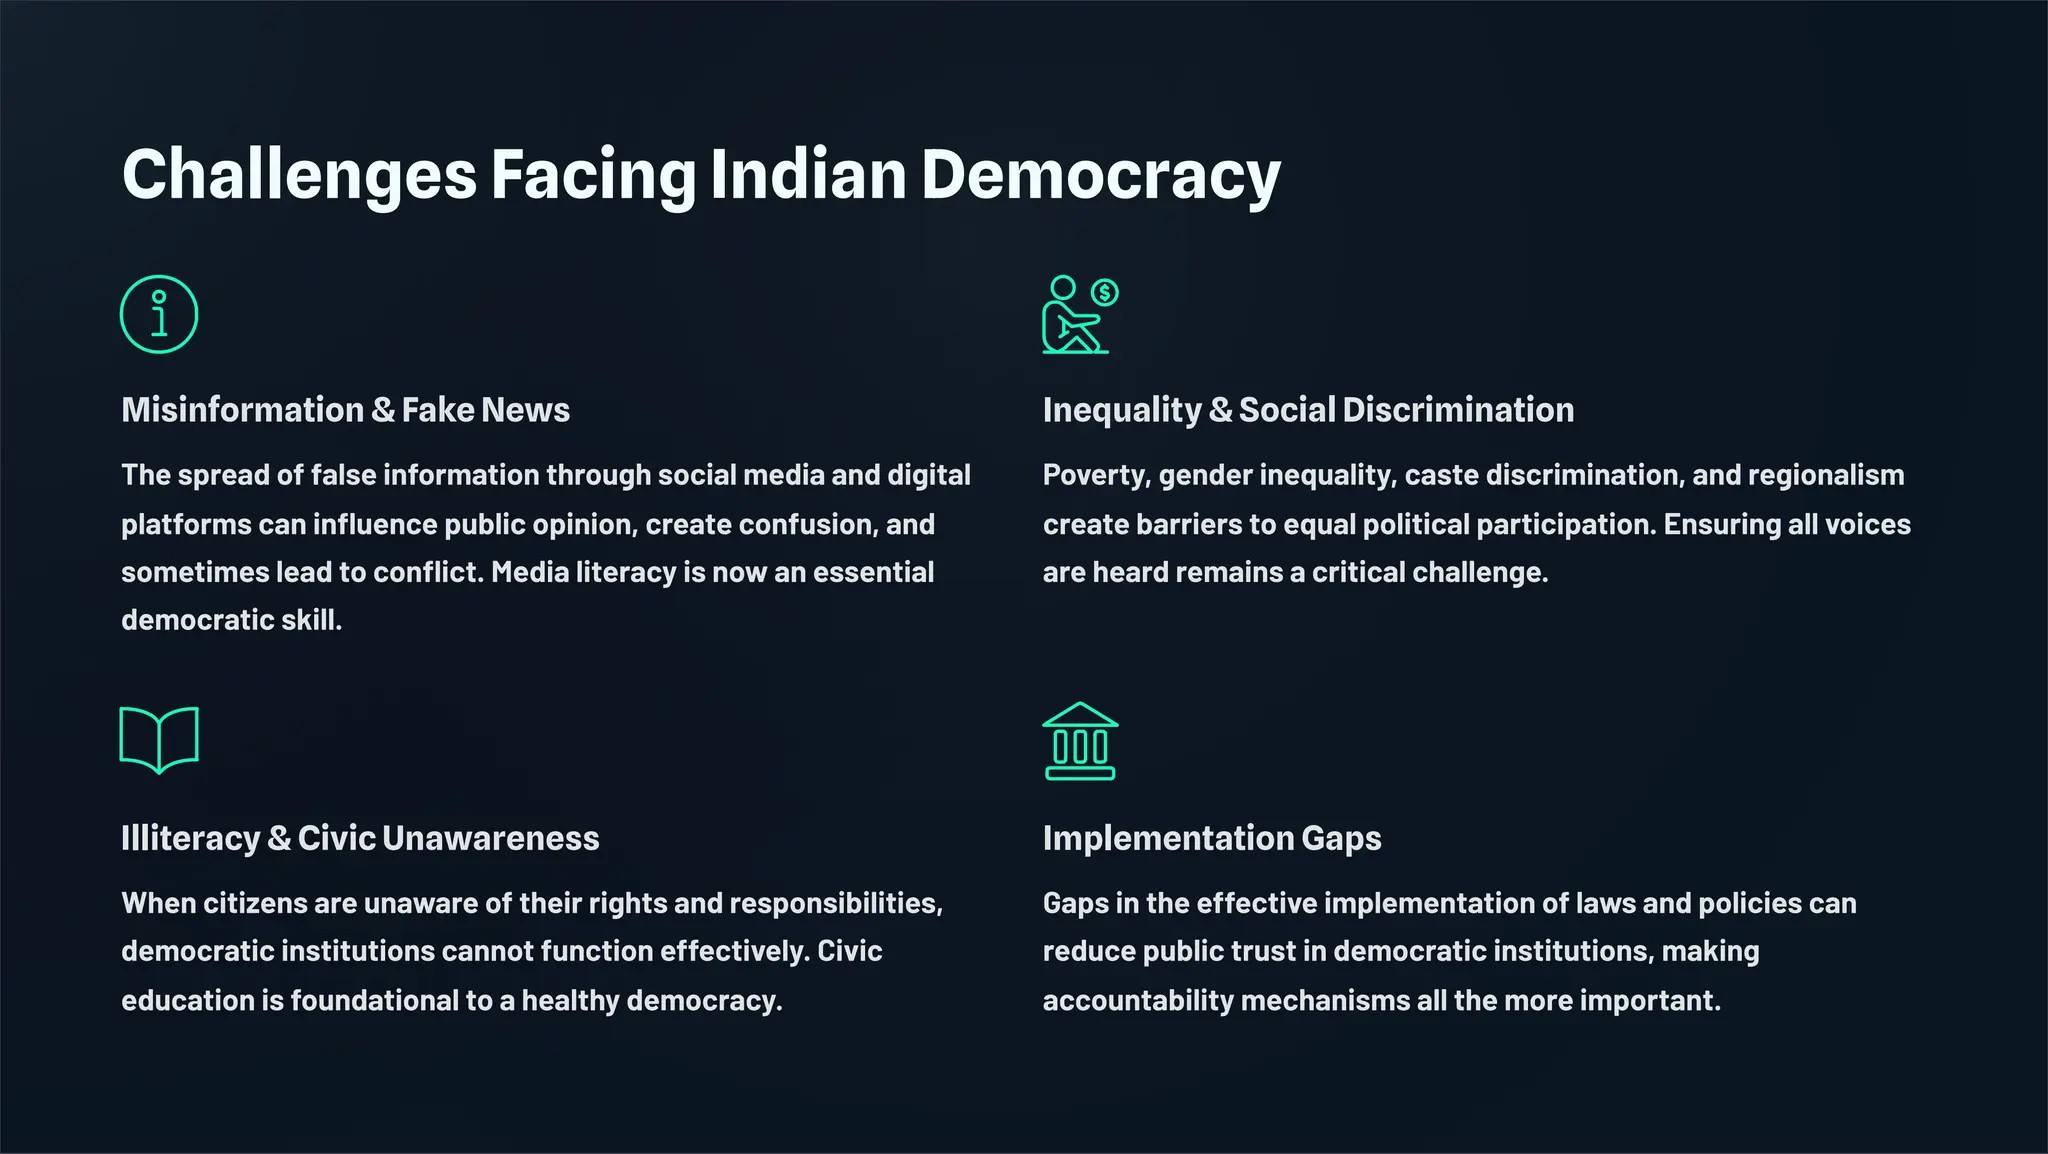 Challenges Facing Indian Democracy
Misinformation & Fake News
The spread of false information through social media and digital
platforms can influence public opinion, create confusion, and
sometimes lead to conflict. Media literacy is now an essential
democratic skill.
Inequality & Social Discrimination
Poverty, gender inequality, caste discrimination, and regionalism
create barriers to equal political participation. Ensuring all voices
are heard remains a critical challenge.
Illiteracy & Civic Unawareness
When citizens are unaware of their rights and responsibilities,
democratic institutions cannot function effectively. Civic
education is foundational to a healthy democracy.
Implementation Gaps
Gaps in the effective implementation of laws and policies can
reduce public trust in democratic institutions, making
accountability mechanisms all the more important.